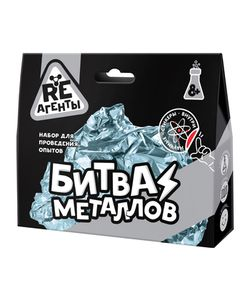 RE
АГЕНТЫ
8+
НАБОР ДЛЯ
ПРОВЕДЕНИЯ
ОПЫТОВ
БИТВА
МЕТАЛЛОВ